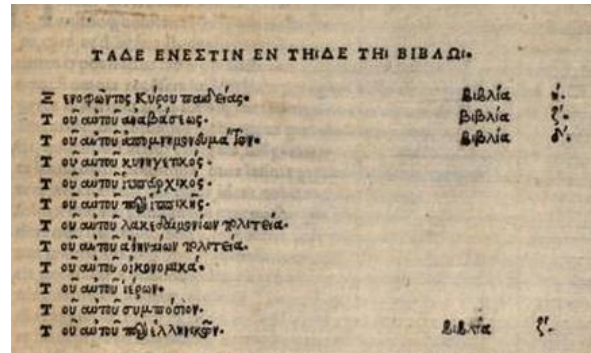 ΤΑΔΕ ΕΝΕΣΤΙΝ ΕΝ ΤΗΙΔΕ ΤΗΙ ΒΙΒΛΩΙ.
Ξενοφῶντος Κύρου παιδείας. Βιβλία ή.
Τοῦ αὐτοῦ ἀναβάσεως. βιβλία ζ'.
Τοῦ αὐτοῦ ἀπομνημονευμάτων. βιβλία δ'.
Τοῦ αὐτοῦ κυνηγετικός.
Τοῦ αὐτοῦ ἱππαρχικός.
Τοῦ αὐτοῦ περὶ ἱππικῆς.
Τοῦ αὐτοῦ λακεδαιμονίων πολιτεία.
Τοῦ αὐτοῦ ἀθηναίων πολιτεία.
Τοῦ αὐτοῦ οἰκονομικά.
Τοῦ αὐτοῦ ἱέρων.
Τοῦ αὐτοῦ συμπόσιον.
Τοῦ αὐτοῦ περὶ ἑλληνικῶν. Βιβλία ζ'.